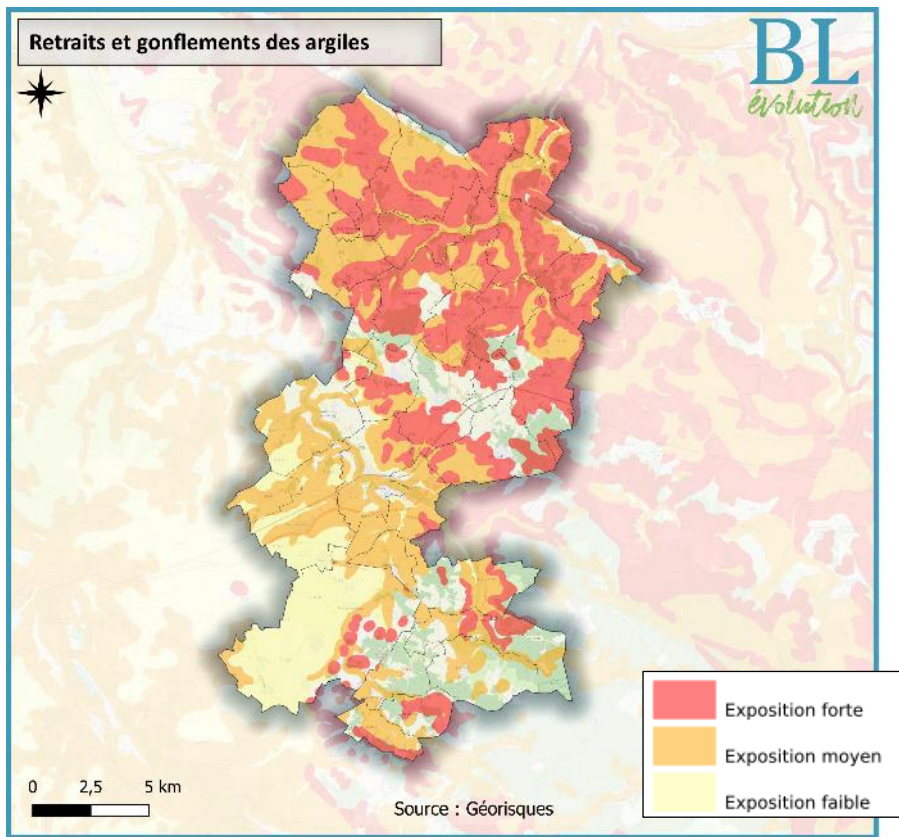 Retraits et gonflements des argiles
BL
évolution
Exposition forte
Exposition moyen
Exposition faible
0 2,5 5 km
Source : Géorisques